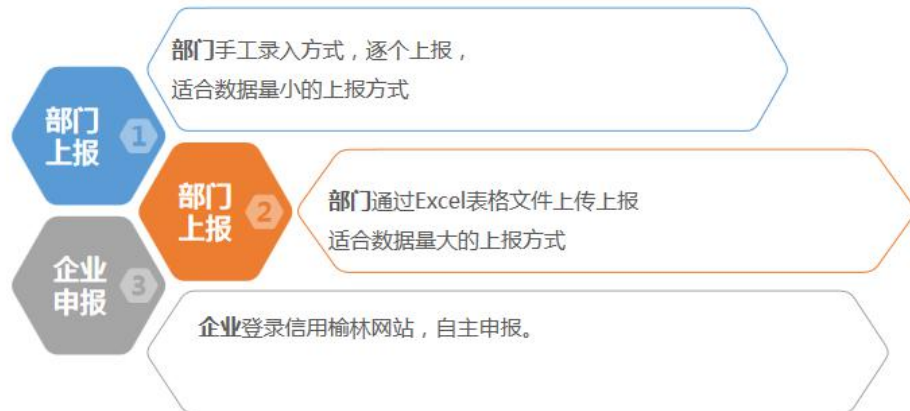 部门手工录入方式，逐个上报，
适合数据量小的上报方式
部门
上报
1
部门
上报
2
部门通过Excel表格文件上传上报
适合数据量大的上报方式
企业
申报
3
企业登录信用榆林网站，自主申报。